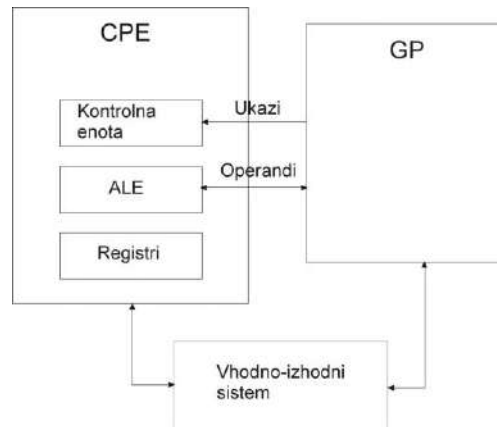 CPE
GP
Kontrolna
enota
Ukazi
ALE
Operandi
Registri
Vhodno-izhodni
sistem